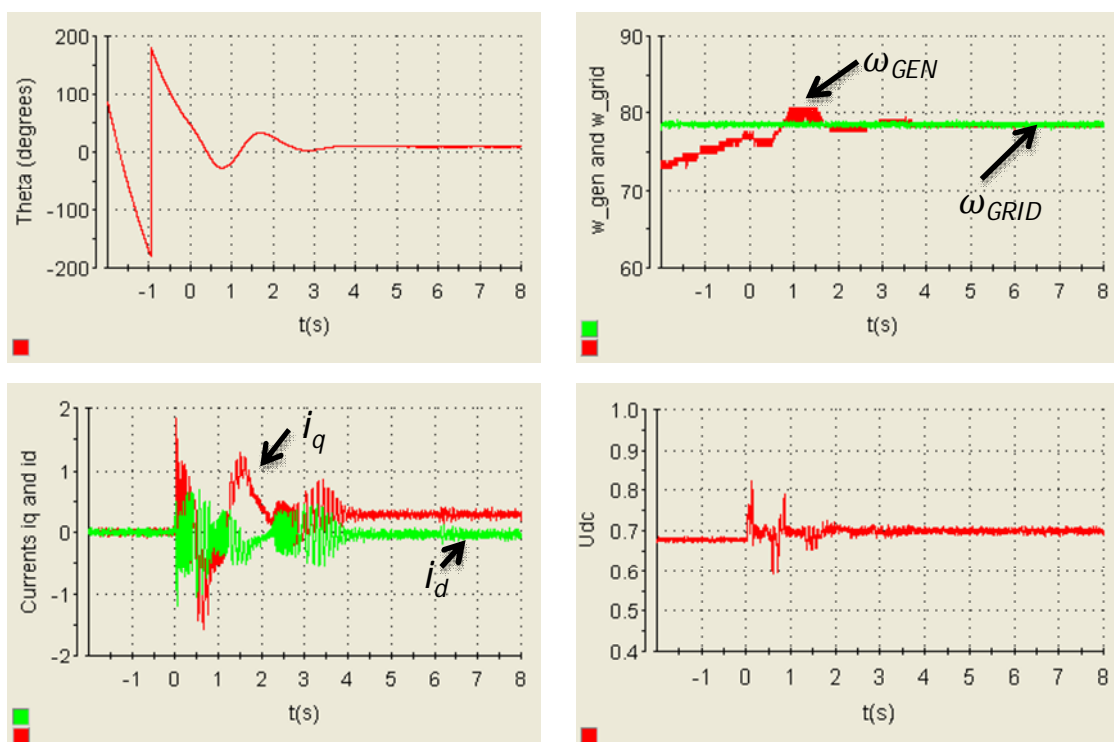 200
100
0
-100
-200
Theta (degrees)
-1 0 1 2 3 4 5 6 7 8
t(s)
90
80
70
60
w_gen and w_grid
ωGEN
ωGRID
-1 0 1 2 3 4 5 6 7 8
t(s)
2
1
0
-1
-2
Currents iq and id
iq
id
-1 0 1 2 3 4 5 6 7 8
t(s)
1.0
0.9
0.8
0.7
0.6
0.5
0.4
Udc
-1 0 1 2 3 4 5 6 7 8
t(s)